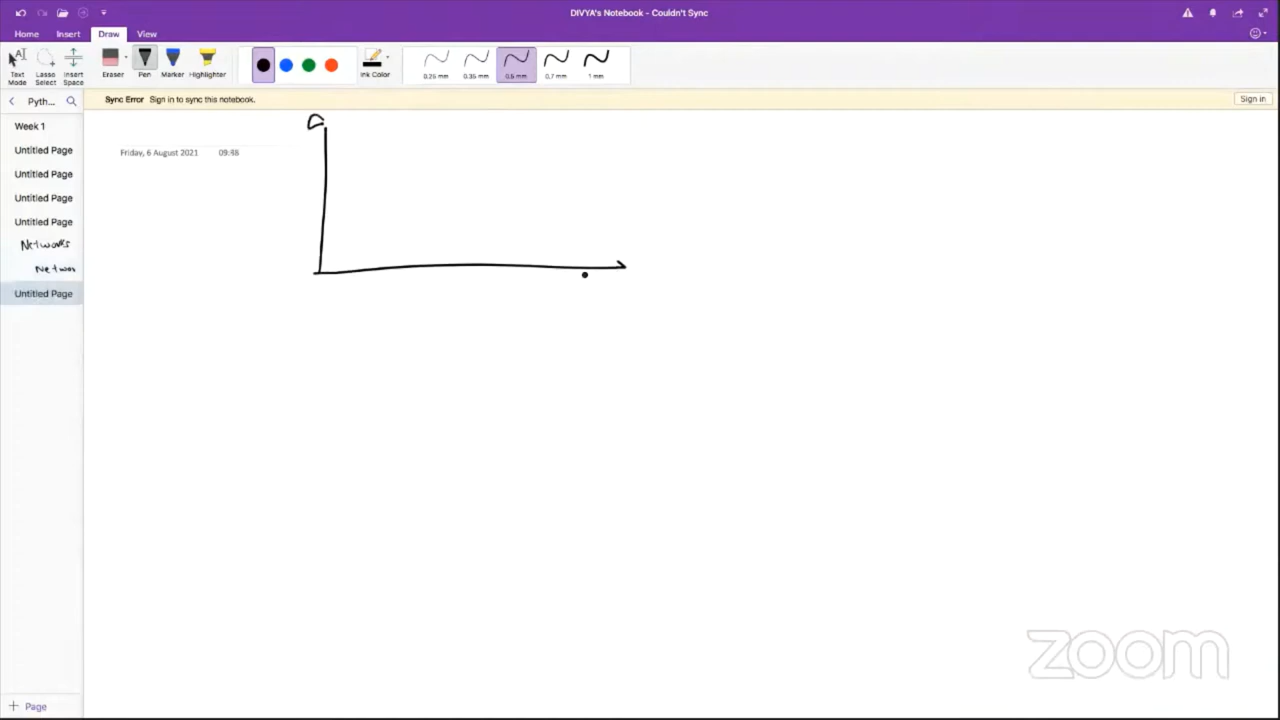 DIVYA's Notebook - Couldn't Sync
Home Insert Draw View
Text Mode Lasso Select Insert Space Eraser Pen Marker Highlighter Ink Color 0.25 mm 0.35 mm 0.5 mm 0.7 mm 1 mm
Pyth...
Sync Error Sign in to sync this notebook. Sign in
Week 1
Untitled Page
Friday, 6 August 2021 09:48
Untitled Page
Untitled Page
Untitled Page
Networks
Networ
Untitled Page
zoom
+ Page